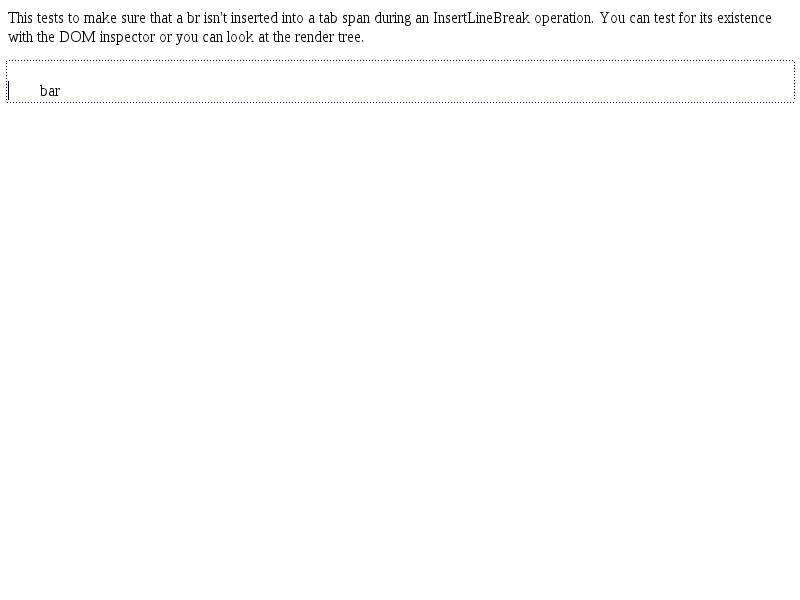 This tests to make sure that a br isn't inserted into a tab span during an InsertLineBreak operation. You can test for its existence
with the DOM inspector or you can look at the render tree.
bar